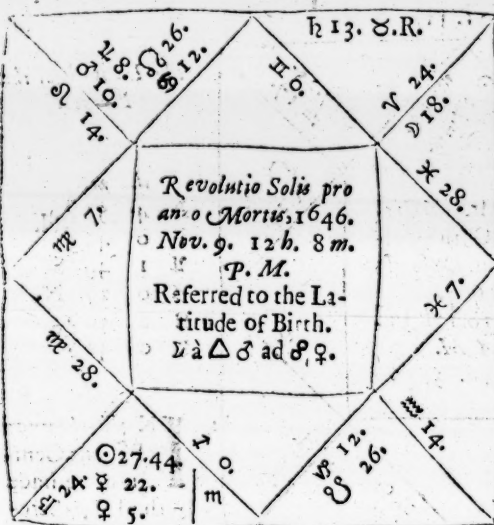 ♄ 13. ♉.R.
♃ 8. ☊ 26.
♂ 10. ♋ 12.
♌ 14.
♊ 0.
♈ 24.
☽ 18.
♓ 28.
♍ 7.
Revolutio Solis pro
anno Mortis, 1646.
Nov. 9. 12 h. 8 m.
P. M.
Referred to the La-
titude of Birth.
à △ ♂ ad ☍, ♀.
♓ 7.
♍ 28.
♒ 14.
♎ 24.
☉ 27.44.
☿ 22.
♀ 5.
♏
♐ 0.
♑ 12.
☋ 26.